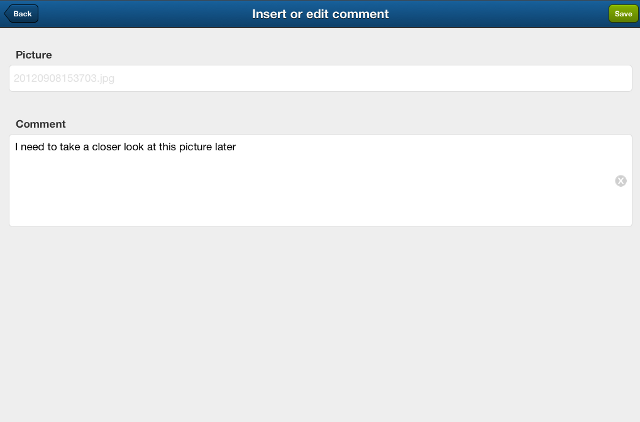 Back
Insert or edit comment
Save
Picture
20120908153703.jpg
Comment
I need to take a closer look at this picture later